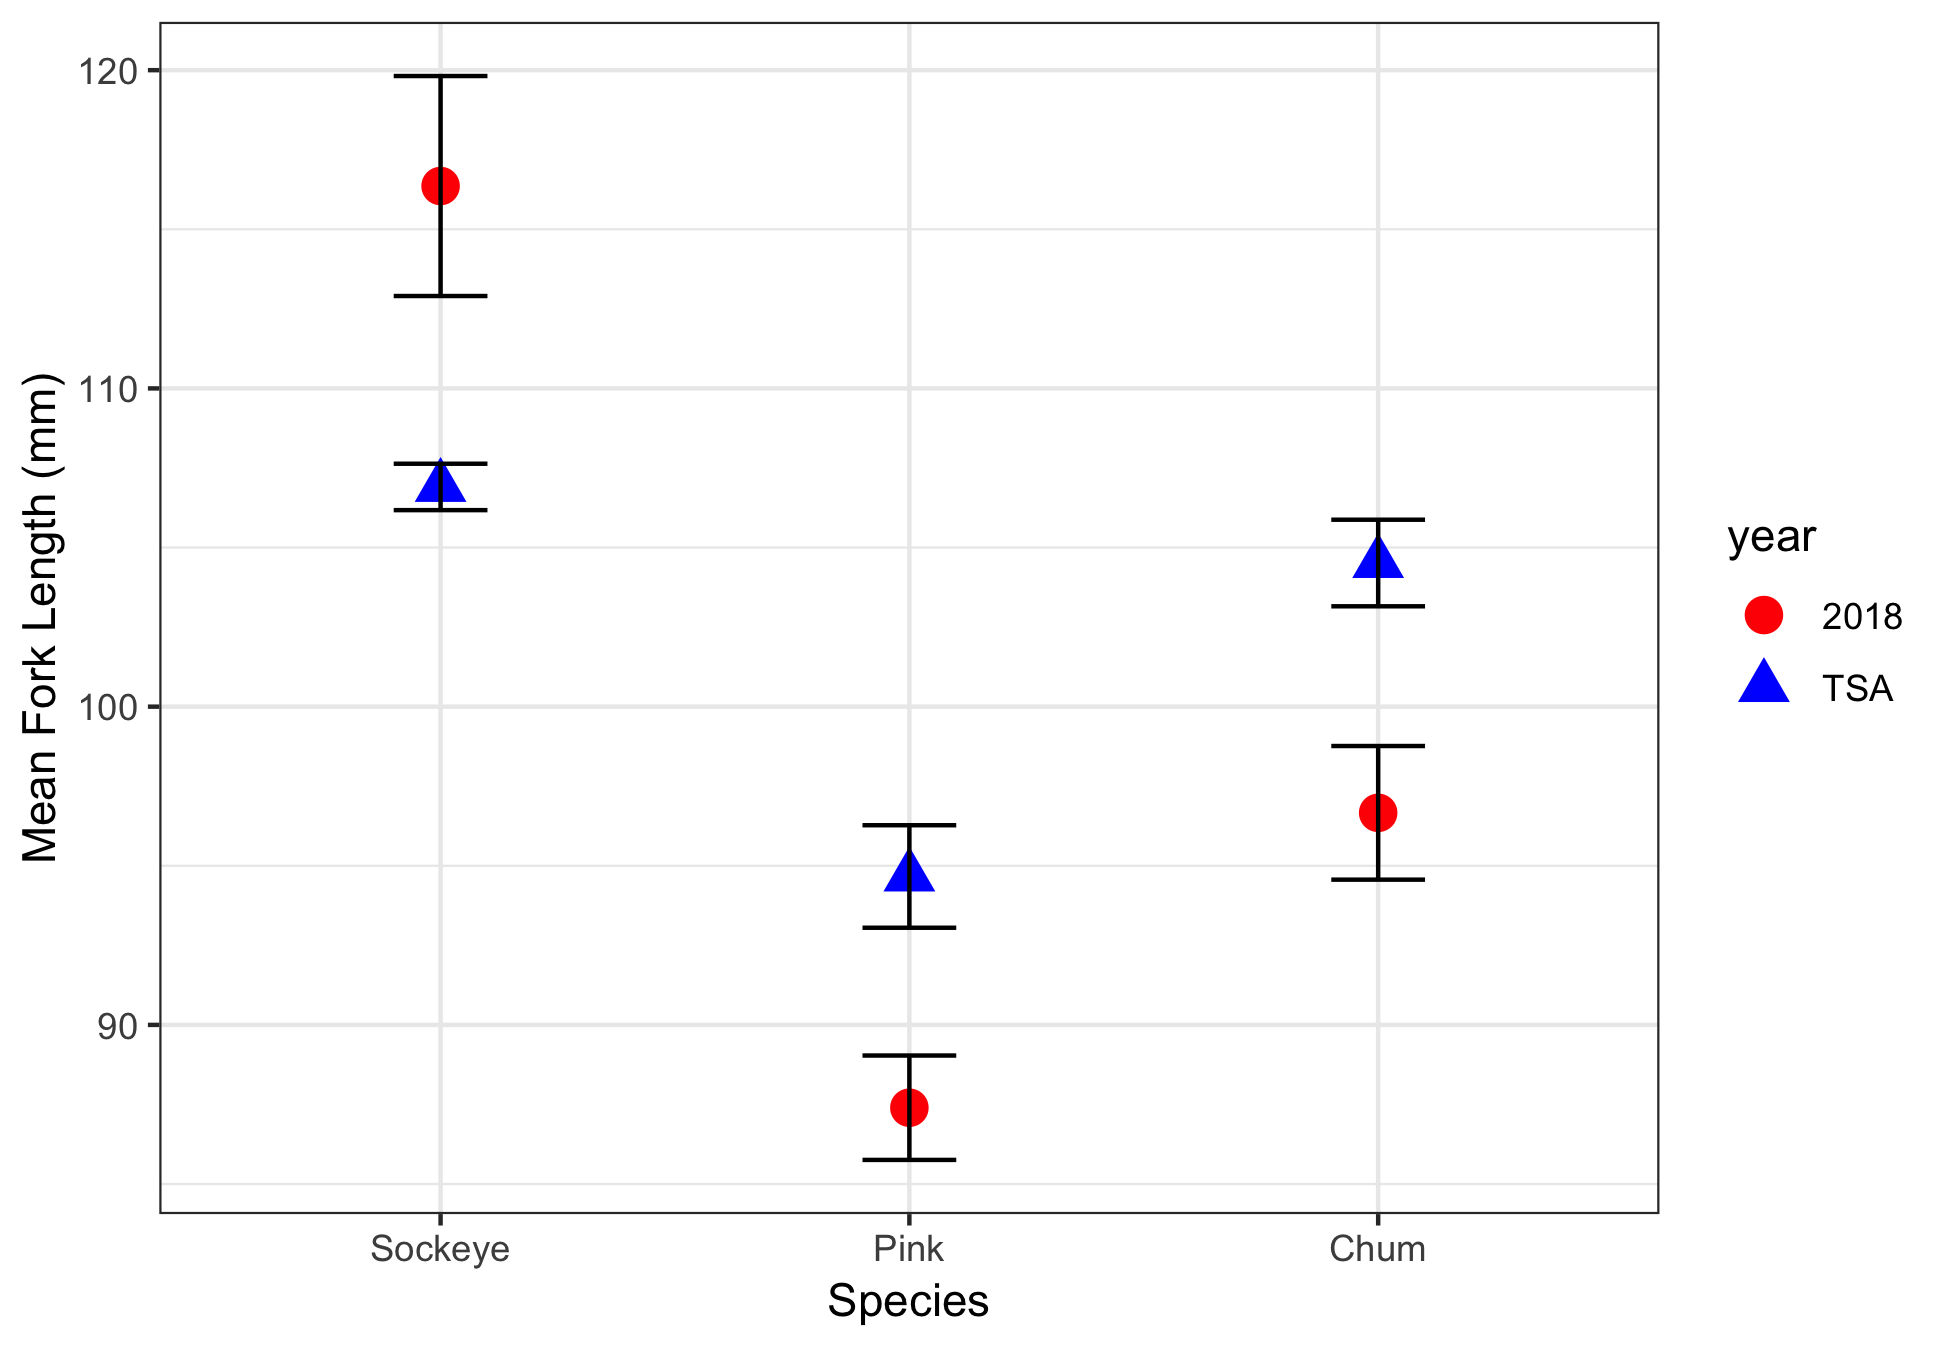 Mean Fork Length (mm)
120
110
100
90
Sockeye
Pink
Chum
Species
year
2018
TSA